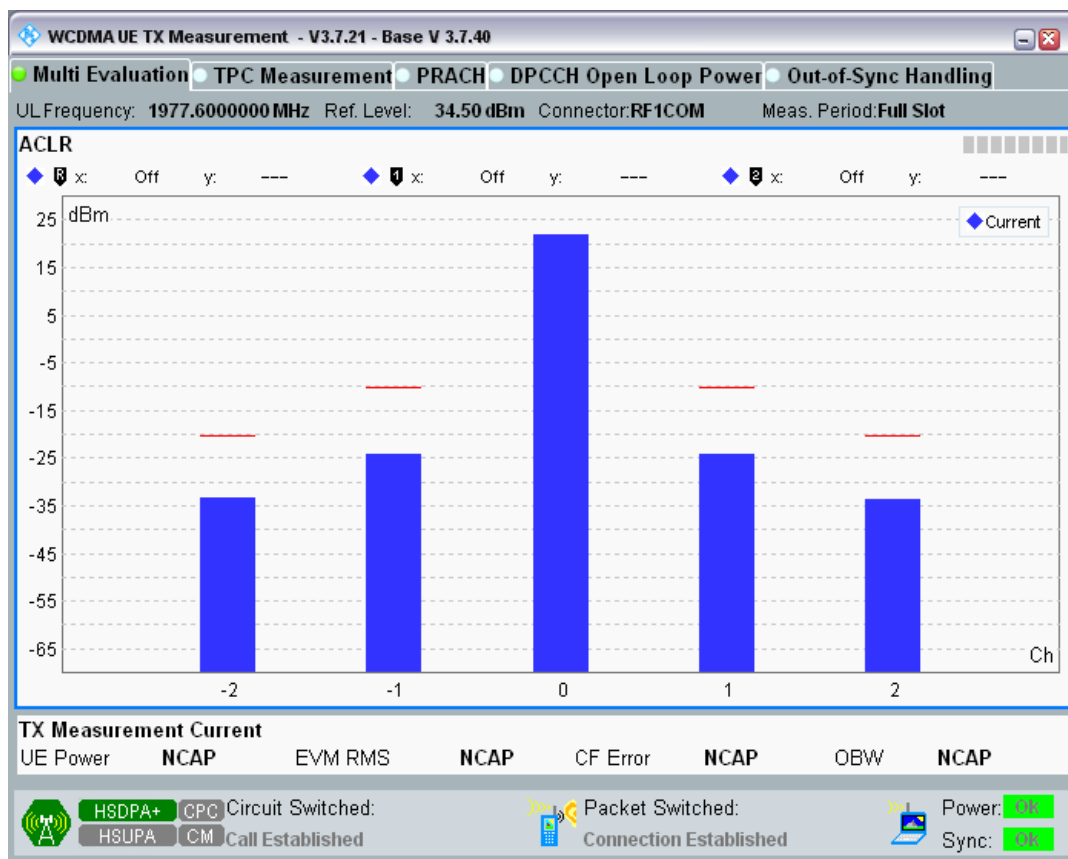 WCDMA UE TX Measurement - V3.7.21 - Base V 3.7.40
Multi Evaluation TPC Measurement PRACH DPCCH Open Loop Power Out-of-Sync Handling
UL Frequency: 1977.6000000 MHz Ref. Level: 34.50 dBm Connector:RF1COM Meas. Period:Full Slot
ACLR
R x: Off y: --- 1 x: Off y: --- 2 x: Off y: ---
dBm
Current
25
15
5
-5
-15
-25
-35
-45
-55
-65
Ch
-2 -1 0 1 2
TX Measurement Current
UE Power NCAP EVM RMS NCAP CF Error NCAP OBW NCAP
HSDPA+ CPC Circuit Switched: Packet Switched: Power: Ok
HSUPA CM Call Established Connection Established Sync: Ok